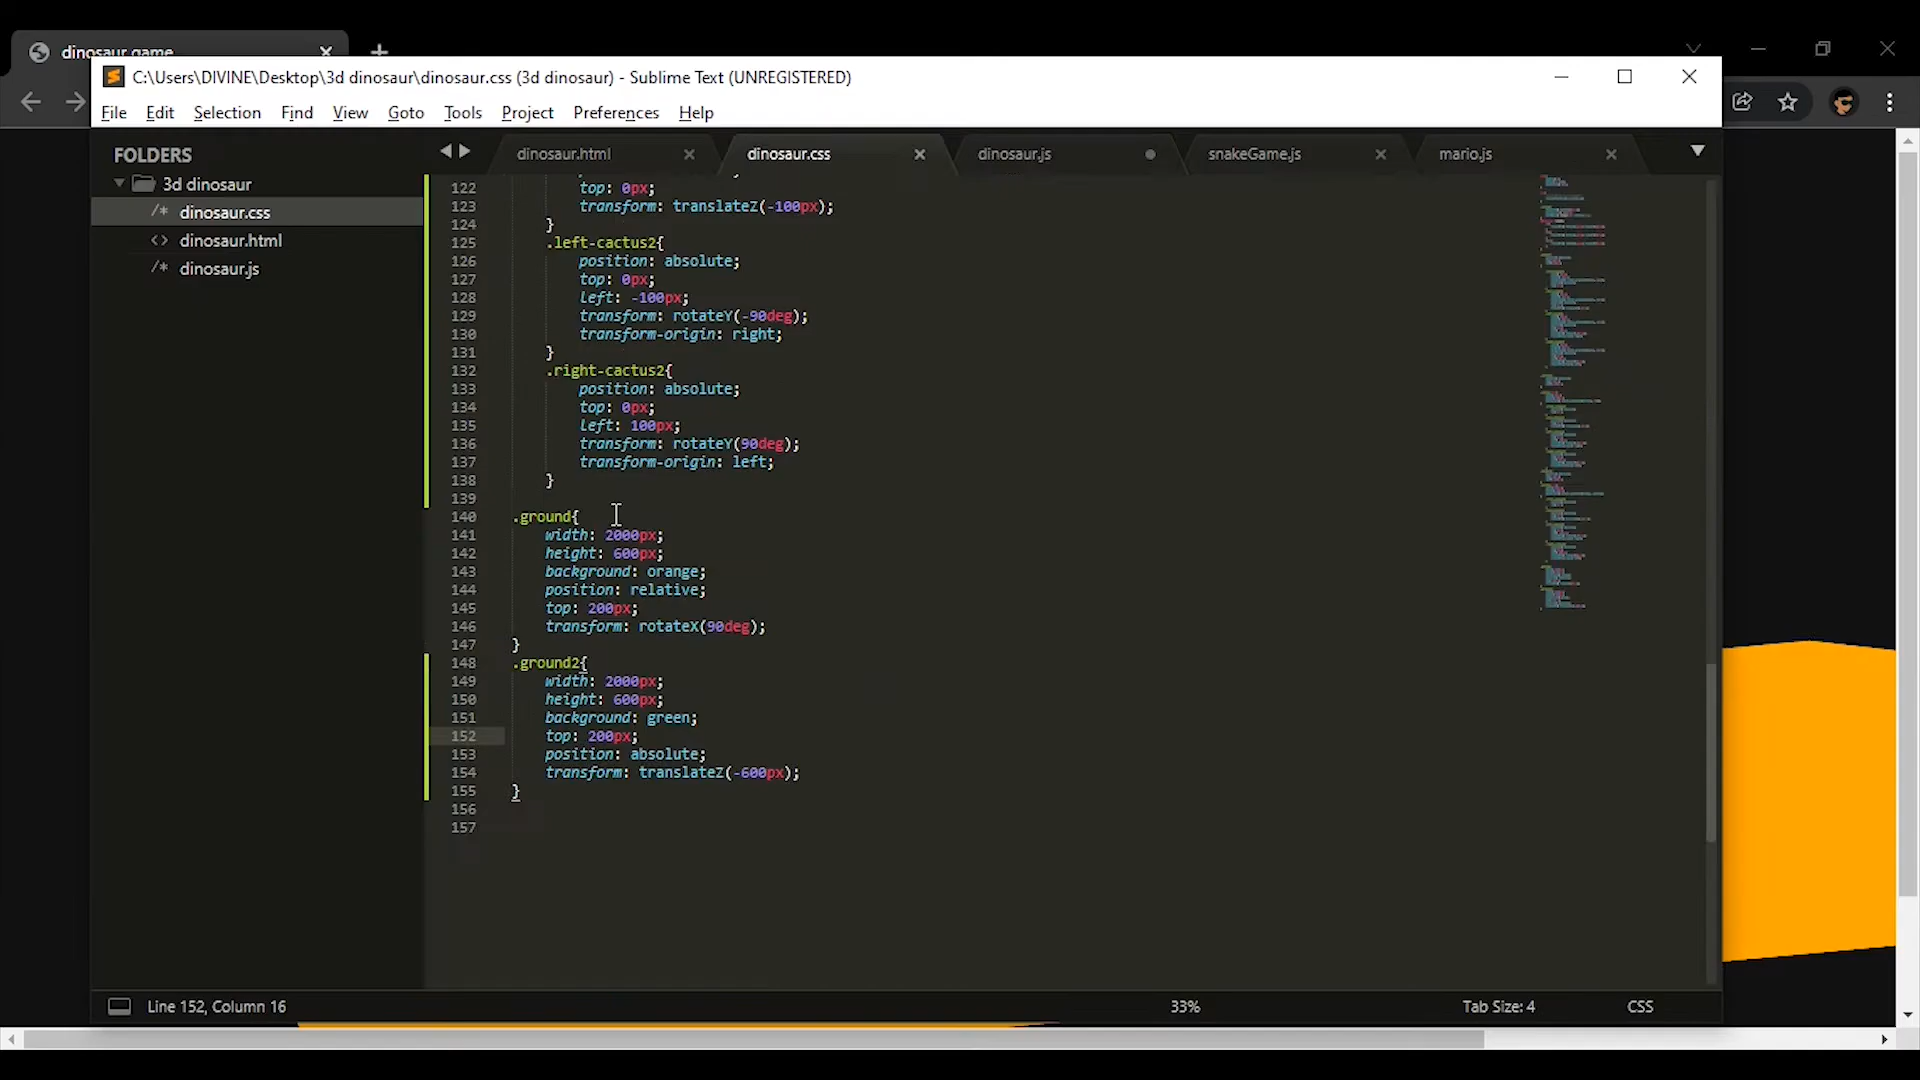 dinosaur game
C:\Users\DIVINE\Desktop\3d dinosaur\dinosaur.css (3d dinosaur) - Sublime Text (UNREGISTERED)
File Edit Selection Find View Goto Tools Project Preferences Help
FOLDERS
3d dinosaur
/* dinosaur.css
<> dinosaur.html
/* dinosaur.js
dinosaur.html dinosaur.css dinosaur.js snakeGame.js mario.js
122 top: 0px;
123 transform: translateZ(-100px);
124 }
125 .left-cactus2{
126 position: absolute;
127 top: 0px;
128 left: -100px;
129 transform: rotateY(-90deg);
130 transform-origin: right;
131 }
132 .right-cactus2{
133 position: absolute;
134 top: 0px;
135 left: 100px;
136 transform: rotateY(90deg);
137 transform-origin: left;
138 }
139
140 .ground{
141 width: 2000px;
142 height: 600px;
143 background: orange;
144 position: relative;
145 top: 200px;
146 transform: rotateX(90deg);
147 }
148 .ground2{
149 width: 2000px;
150 height: 600px;
151 background: green;
152 top: 200px;
153 position: absolute;
154 transform: translateZ(-600px);
155 }
156
157
Line 152, Column 16 33% Tab Size: 4 CSS